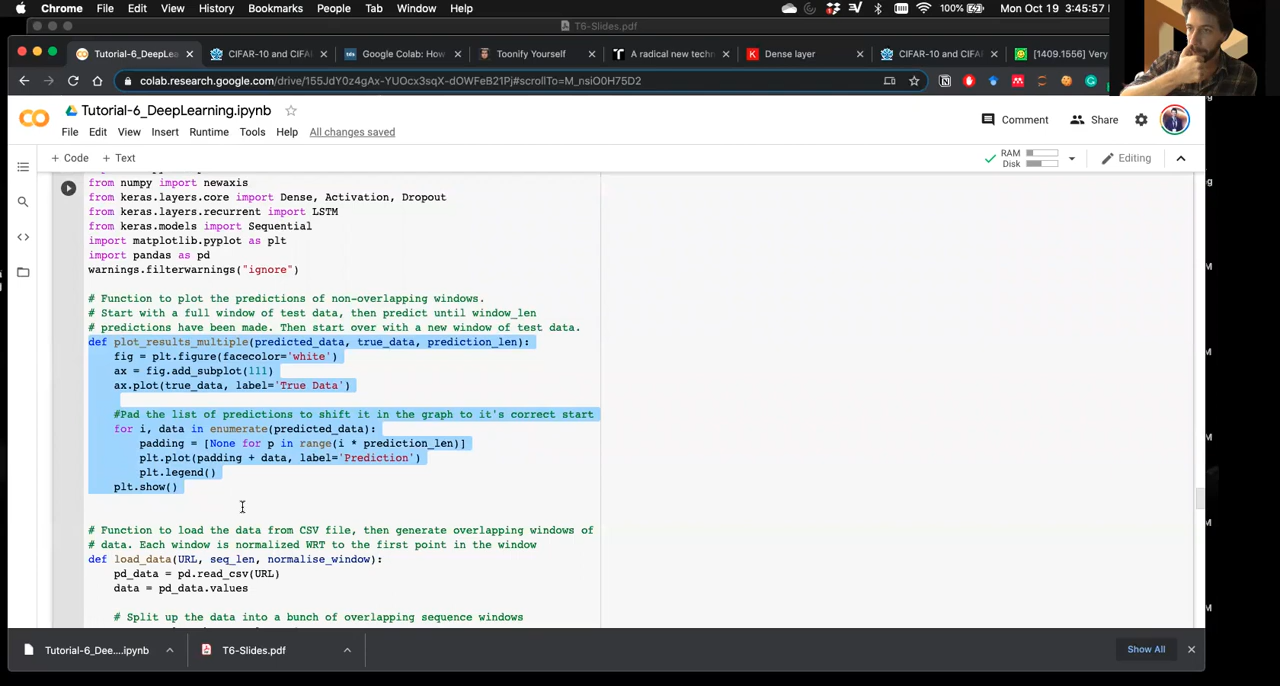 Chrome File Edit View History Bookmarks People Tab Window Help 100% Mon Oct 19 3:45:57
T6-Slides.pdf
Tutorial-6_DeepLea CIFAR-10 and CIFA Google Colab: How Toonify Yourself A radical new techn Dense layer CIFAR-10 and CIFA [1409.1556] Very
colab.research.google.com/drive/155JdY0z4gAx-YUOcx3sqX-dOWFeB21Pj#scrollTo=M_nsiO0H75D2
Tutorial-6_DeepLearning.ipynb
Comment Share
File Edit View Insert Runtime Tools Help All changes saved
+ Code + Text RAM Disk Editing
from numpy import newaxis
from keras.layers.core import Dense, Activation, Dropout
from keras.layers.recurrent import LSTM
from keras.models import Sequential
import matplotlib.pyplot as plt
import pandas as pd
warnings.filterwarnings("ignore")
# Function to plot the predictions of non-overlapping windows.
# Start with a full window of test data, then predict until window_len
# predictions have been made. Then start over with a new window of test data.
def plot_results_multiple(predicted_data, true_data, prediction_len):
fig = plt.figure(facecolor='white')
ax = fig.add_subplot(111)
ax.plot(true_data, label='True Data')
#Pad the list of predictions to shift it in the graph to it's correct start
for i, data in enumerate(predicted_data):
padding = [None for p in range(i * prediction_len)]
plt.plot(padding + data, label='Prediction')
plt.legend()
plt.show()
# Function to load the data from CSV file, then generate overlapping windows of
# data. Each window is normalized WRT to the first point in the window
def load_data(URL, seq_len, normalise_window):
pd_data = pd.read_csv(URL)
data = pd_data.values
# Split up the data into a bunch of overlapping sequence windows
Tutorial-6_Dee....ipynb T6-Slides.pdf Show All